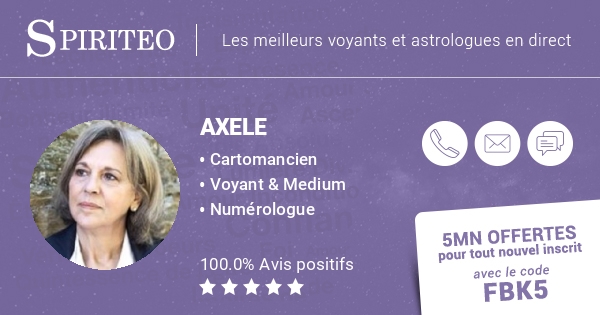 SPIRITEO
Les meilleurs voyants et astrologues en direct
AXELE
• Cartomancien
• Voyant & Medium
• Numérologue
100.0% Avis positifs
5MN OFFERTES
pour tout nouvel inscrit
avec le code
FBK5